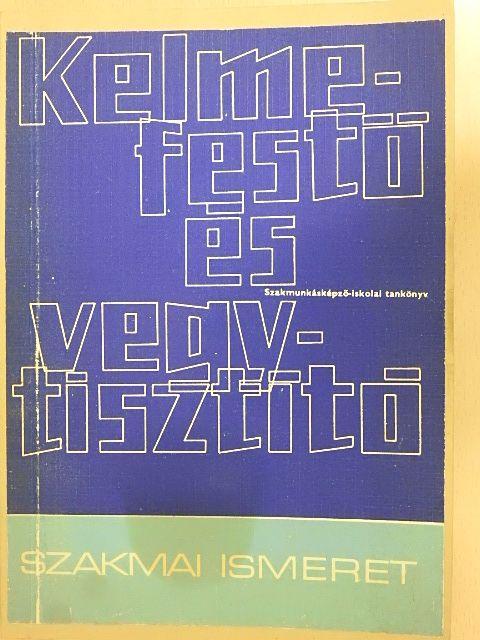 Kelme-
festő
és
Szakmunkásképző-iskolai tankönyv
vegy-
tisztító
SZAKMAI ISMERET